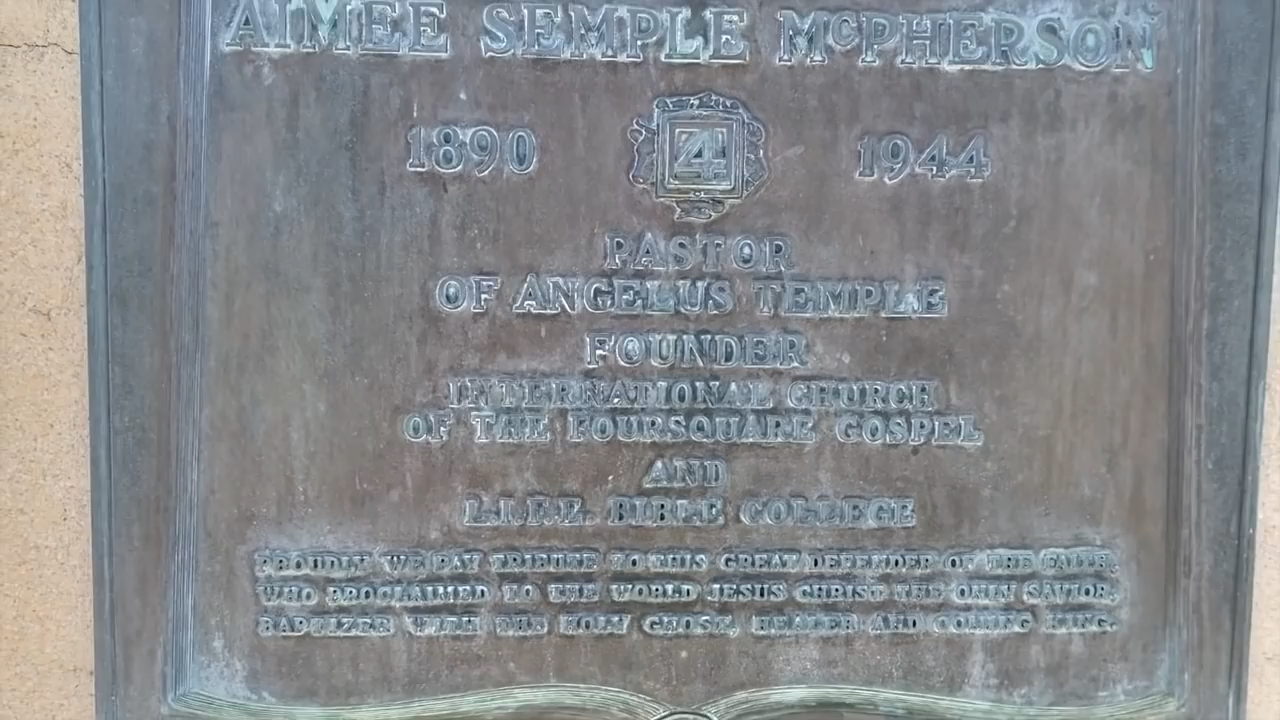 AIMEE SEMPLE McPHERSON
1890 4 1944
PASTOR
OF ANGELUS TEMPLE
FOUNDER
INTERNATIONAL CHURCH
OF THE FOURSQUARE GOSPEL
AND
L.I.F.E. BIBLE COLLEGE
PROUDLY WE PAY TRIBUTE TO THIS GREAT DEFENDER OF THE FAITH,
WHO PROCLAIMED TO THE WORLD JESUS CHRIST THE ONLY SAVIOR,
BAPTIZER WITH THE HOLY GHOST, HEALER AND COMING KING.